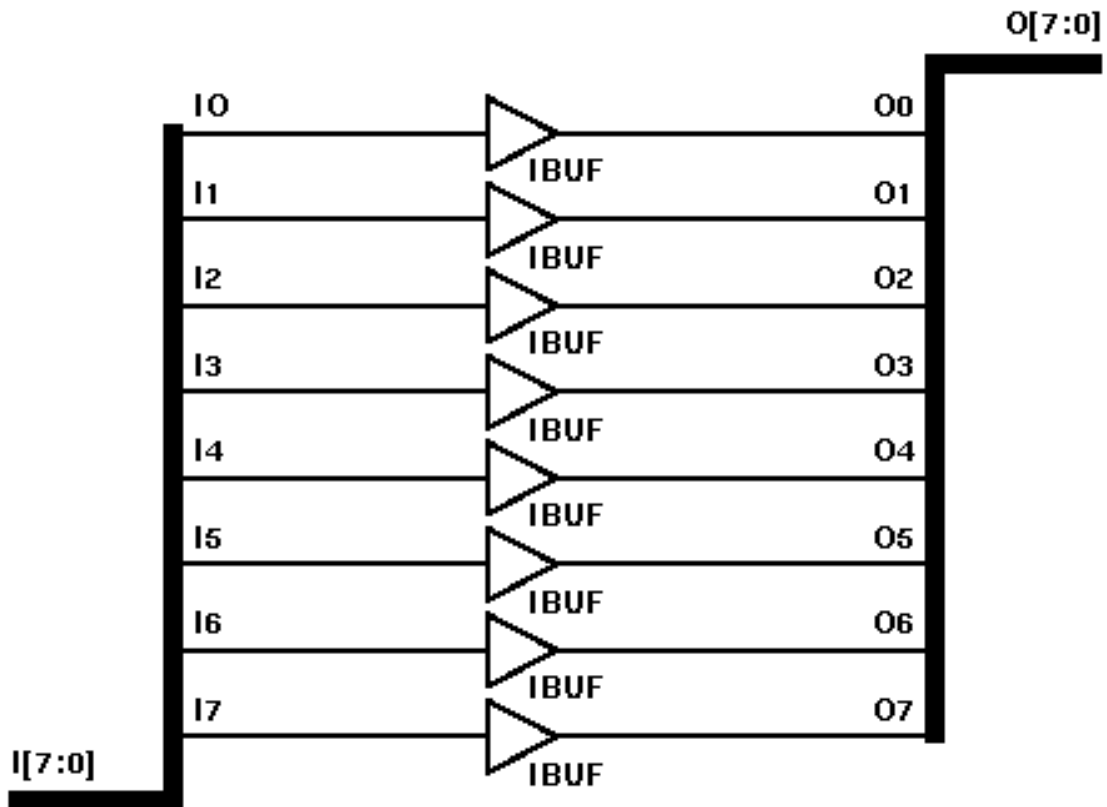 O[7:0]
I0 O0
IBUF
I1 O1
IBUF
I2 O2
IBUF
I3 O3
IBUF
I4 O4
IBUF
I5 O5
IBUF
I6 O6
IBUF
I7 O7
I[7:0]
IBUF